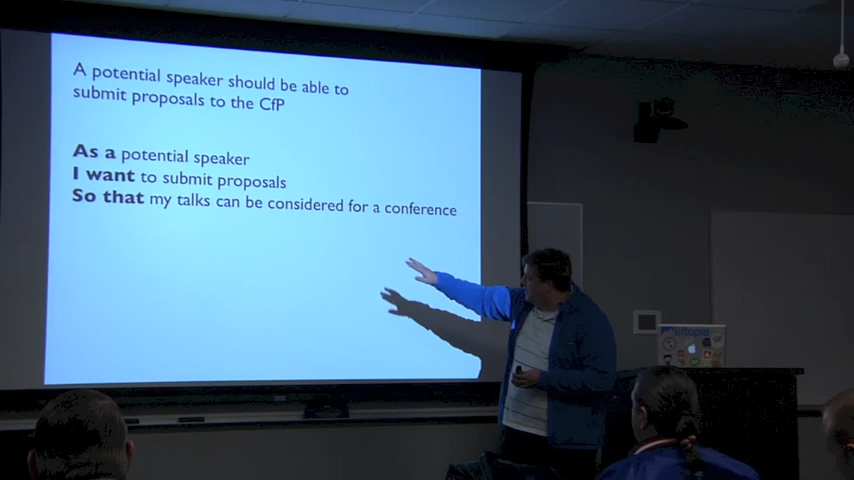 A potential speaker should be able to
submit proposals to the CfP
As a potential speaker
I want to submit proposals
So that my talks can be considered for a conference
liftopia